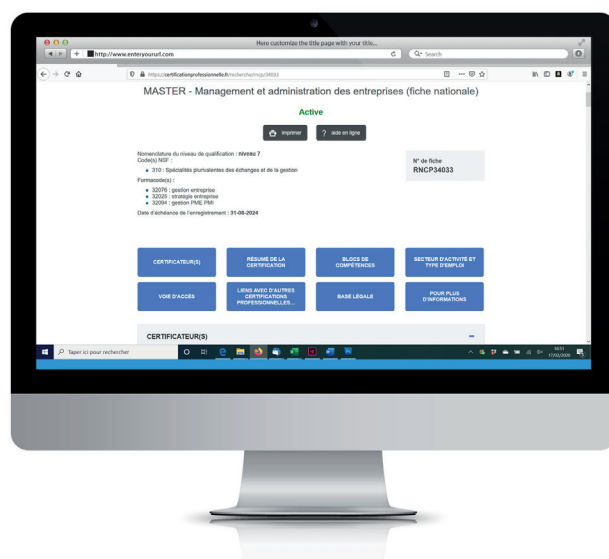 Here customize the title page with your title...
http://www.enteryoururl.com
Search
https://certificationprofessionnelle.fr/recherche/rncp/34033
MASTER - Management et administration des entreprises (fiche nationale)
Active
imprimer
? aide en ligne
Nomenclature du niveau de qualification : niveau 7
Code(s) NSF :
310 : Spécialités plurivalentes des échanges et de la gestion
Formacode(s) :
32076 : gestion entreprise
32025 : stratégie entreprise
32094 : gestion PME PMI
Date d'échéance de l'enregistrement : 31-08-2024
N° de fiche
RNCP34033
CERTIFICATEUR(S)
RÉSUMÉ DE LA
CERTIFICATION
BLOCS DE
COMPÉTENCES
SECTEUR D'ACTIVITÉ ET
TYPE D'EMPLOI
VOIE D'ACCÈS
LIENS AVEC D'AUTRES
CERTIFICATIONS
PROFESSIONNELLES...
BASE LÉGALE
POUR PLUS
D'INFORMATIONS
CERTIFICATEUR(S)
Taper ici pour rechercher
17/02/2020